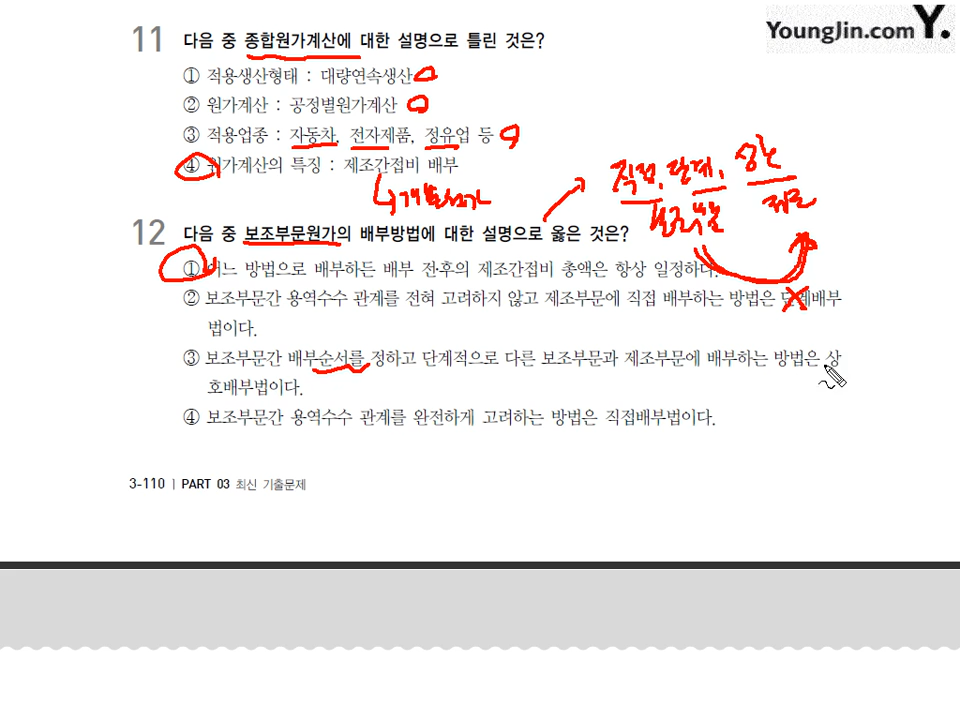 YoungJin.com Y.
11 다음 중 종합원가계산에 대한 설명으로 틀린 것은?
① 적용생산형태 : 대량연속생산
② 원가계산 : 공정별원가계산
③ 적용업종 : 자동차, 전자제품, 정유업 등
④ 원가계산의 특징 : 제조간접비 배부
직접, 단계, 상호
제조
개별원가
보조부문
12 다음 중 보조부문원가의 배부방법에 대한 설명으로 옳은 것은?
① 어느 방법으로 배부하든 배부 전·후의 제조간접비 총액은 항상 일정하다.
② 보조부문간 용역수수 관계를 전혀 고려하지 않고 제조부문에 직접 배부하는 방법은 단계배부
법이다.
③ 보조부문간 배부순서를 정하고 단계적으로 다른 보조부문과 제조부문에 배부하는 방법은 상
호배부법이다.
④ 보조부문간 용역수수 관계를 완전하게 고려하는 방법은 직접배부법이다.
3-110 | PART 03 최신 기출문제